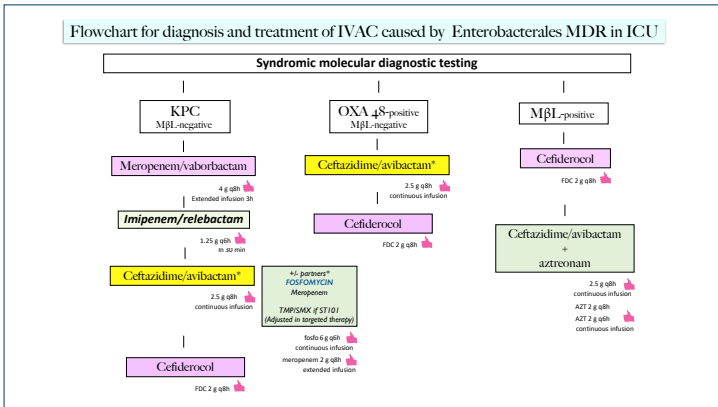 Flowchart for diagnosis and treatment of IVAC caused by Enterobacterales MDR in ICU
Syndromic molecular diagnostic testing
KPC
MβL-negative
Meropenem/vaborbactam
4 g q8h
Extended infusion 3h
Imipenem/relebactam
1.25 g q6h
in 30 min
Ceftazidime/avibactam*
2.5 g q8h
continuous infusion
Cefiderocol
FDC 2 g q8h
+/- partners*
FOSFOMYCIN
Meropenem
TMP/SMX if ST101
(Adjusted in targeted therapy)
fosfo 6 g q6h
continuous infusion
meropenem 2 g q8h
extended infusion
OXA 48-positive
MβL-negative
Ceftazidime/avibactam*
2.5 g q8h
continuous infusion
Cefiderocol
FDC 2 g q8h
MβL-positive
Cefiderocol
FDC 2 g q8h
Ceftazidime/avibactam
+
aztreonam
2.5 g q8h
continuous infusion
AZT 2 g q8h
AZT 2 g q6h
continuous infusion